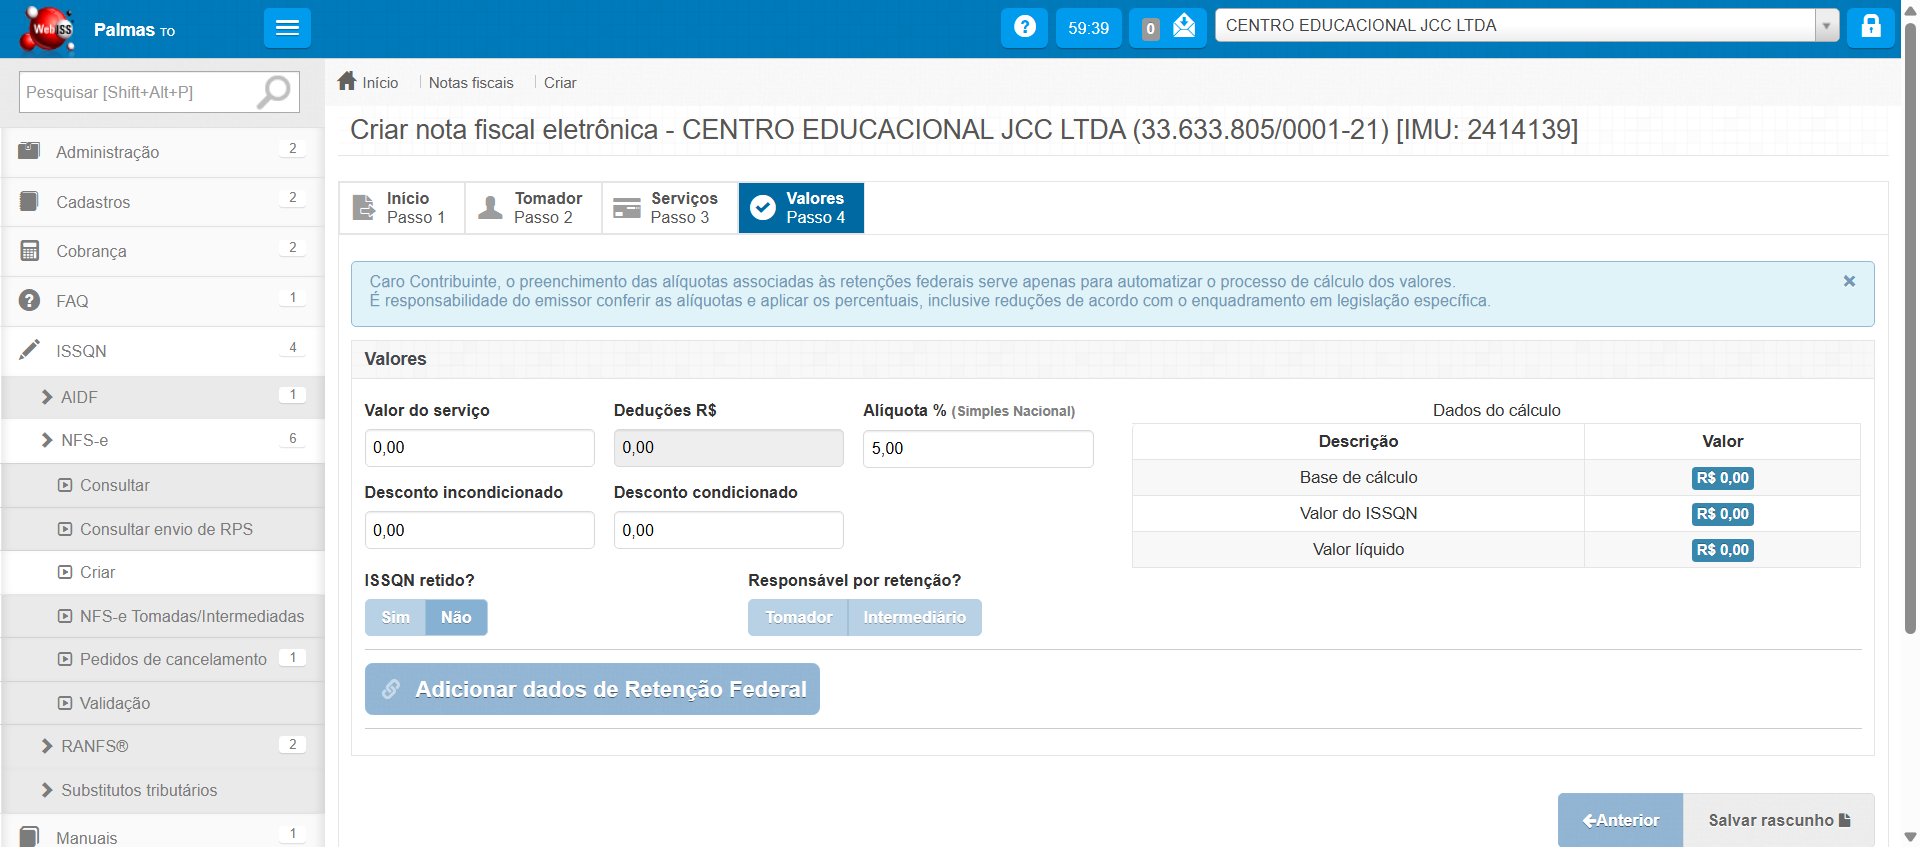 WebISS
Palmas TO
59:39
0
CENTRO EDUCACIONAL JCC LTDA
Pesquisar [Shift+Alt+P]
Administração 2
Cadastros 2
Cobrança 2
FAQ 1
ISSQN 4
AIDF 1
NFS-e 6
Consultar
Consultar envio de RPS
Criar
NFS-e Tomadas/Intermediadas
Pedidos de cancelamento 1
Validação
RANFS® 2
Substitutos tributários
Manuais 1
Início
Notas fiscais
Criar
Criar nota fiscal eletrônica - CENTRO EDUCACIONAL JCC LTDA (33.633.805/0001-21) [IMU: 2414139]
Início
Passo 1
Tomador
Passo 2
Serviços
Passo 3
Valores
Passo 4
Caro Contribuinte, o preenchimento das alíquotas associadas às retenções federais serve apenas para automatizar o processo de cálculo dos valores.
É responsabilidade do emissor conferir as alíquotas e aplicar os percentuais, inclusive reduções de acordo com o enquadramento em legislação específica.
Valores
Valor do serviço
0,00
Deduções R$
0,00
Alíquota % (Simples Nacional)
5,00
Desconto incondicionado
0,00
Desconto condicionado
0,00
ISSQN retido?
Sim Não
Responsável por retenção?
Tomador Intermediário
Dados do cálculo
Descrição Valor
Base de cálculo R$ 0,00
Valor do ISSQN R$ 0,00
Valor líquido R$ 0,00
Adicionar dados de Retenção Federal
Anterior
Salvar rascunho